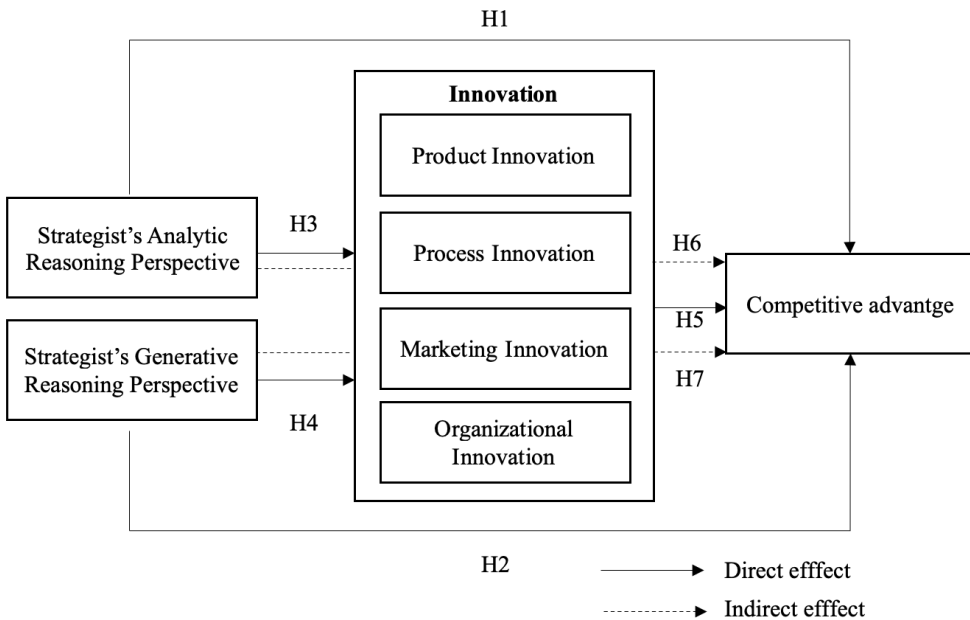 H1
Innovation
Product Innovation
Strategist’s Analytic
Reasoning Perspective
H3
Process Innovation
H6
Competitive advantge
H5
Strategist’s Generative
Reasoning Perspective
Marketing Innovation
H7
H4
Organizational
Innovation
H2
Direct efffect
Indirect efffect